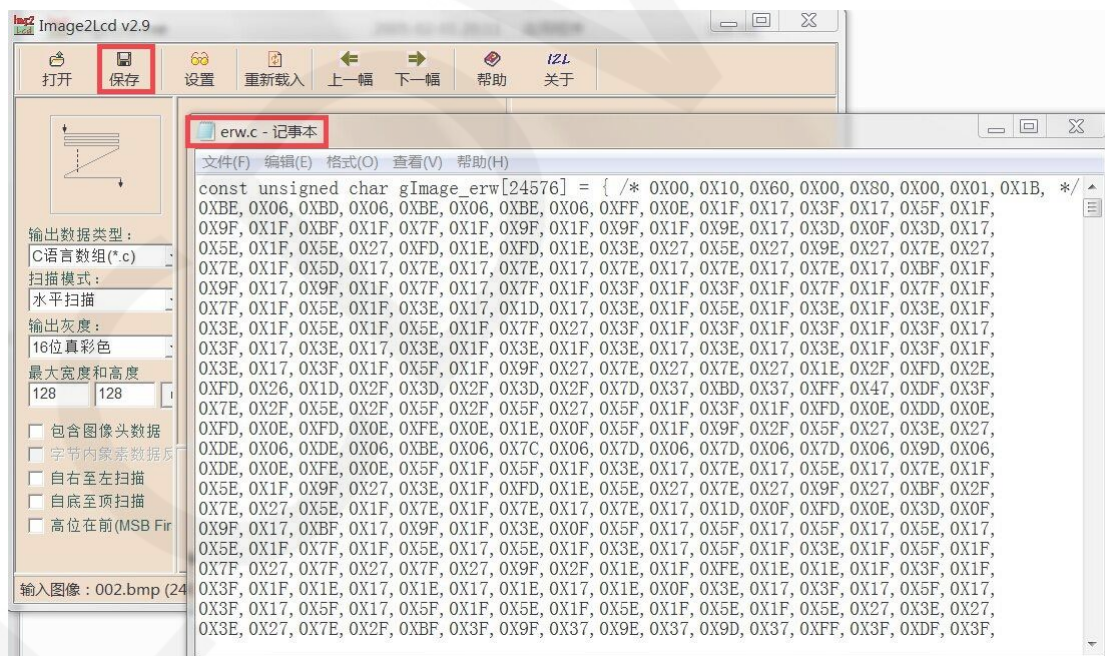 Image2Lcd v2.9
打开 保存 设置 重新载入 上一幅 下一幅 帮助 关于
erw.c - 记事本
文件(F) 编辑(E) 格式(O) 查看(V) 帮助(H)
const unsigned char gImage_erw[24576] = { /* 0X00,0X10,0X60,0X00,0X80,0X00,0X01,0X1B, */
0XBE,0X06,0XBD,0X06,0XBE,0X06,0XBE,0X06,0XFF,0X0E,0X1F,0X17,0X3F,0X17,0X5F,0X1F,
0X9F,0X1F,0XBF,0X1F,0X7F,0X1F,0X9F,0X1F,0X9F,0X1F,0X9E,0X17,0X3D,0X0F,0X3D,0X17,
0X5E,0X1F,0X5E,0X27,0XFD,0X1E,0XFD,0X1E,0X3E,0X27,0X5E,0X27,0X9E,0X27,0X7E,0X27,
0X7E,0X1F,0X5D,0X17,0X7E,0X17,0X7E,0X17,0X7E,0X17,0X7E,0X17,0X7E,0X17,0XBF,0X1F,
0X9F,0X17,0X9F,0X1F,0X7F,0X17,0X7F,0X1F,0X3F,0X1F,0X3F,0X1F,0X7F,0X1F,0X7F,0X1F,
0X7F,0X1F,0X5E,0X1F,0X3E,0X17,0X1D,0X17,0X3E,0X1F,0X5E,0X1F,0X3E,0X1F,0X3E,0X1F,
0X3E,0X1F,0X5E,0X1F,0X5E,0X1F,0X7F,0X27,0X3F,0X1F,0X3F,0X1F,0X3F,0X1F,0X3F,0X17,
0X3F,0X17,0X3E,0X17,0X3E,0X1F,0X3E,0X1F,0X3E,0X17,0X3E,0X17,0X3E,0X1F,0X3F,0X1F,
0X3E,0X17,0X3F,0X1F,0X5F,0X1F,0X9F,0X27,0X7E,0X27,0X7E,0X27,0X1E,0X2F,0XFD,0X2E,
0XFD,0X26,0X1D,0X2F,0X3D,0X2F,0X3D,0X2F,0X7D,0X37,0XBD,0X37,0XFF,0X47,0XDF,0X3F,
0X7E,0X2F,0X5E,0X2F,0X5F,0X2F,0X5F,0X27,0X5F,0X1F,0X3F,0X1F,0XFD,0X0E,0XDD,0X0E,
0XFD,0X0E,0XFD,0X0E,0XFE,0X0E,0X1E,0X0F,0X5F,0X1F,0X9F,0X2F,0X5F,0X27,0X3E,0X27,
0XDE,0X06,0XDE,0X06,0XBE,0X06,0X7C,0X06,0X7D,0X06,0X7D,0X06,0X7D,0X06,0X9D,0X06,
0XDE,0X0E,0XFE,0X0E,0X5F,0X1F,0X5F,0X1F,0X3E,0X17,0X7E,0X17,0X5E,0X17,0X7E,0X1F,
0X5E,0X1F,0X9F,0X27,0X3E,0X1F,0XFD,0X1E,0X5E,0X27,0X7E,0X27,0X9F,0X27,0XBF,0X2F,
0X7E,0X27,0X5E,0X1F,0X7E,0X1F,0X7E,0X17,0X7E,0X17,0X1D,0X0F,0XFD,0X0E,0X3D,0X0F,
0X9F,0X17,0XBF,0X17,0X9F,0X1F,0X3E,0X0F,0X5F,0X17,0X5F,0X17,0X5F,0X17,0X5E,0X17,
0X5E,0X1F,0X7F,0X1F,0X5E,0X17,0X5E,0X1F,0X3E,0X17,0X5F,0X1F,0X3E,0X1F,0X5F,0X1F,
0X7F,0X27,0X7F,0X27,0X7F,0X27,0X9F,0X2F,0X1E,0X1F,0XFE,0X1E,0X1E,0X1F,0X3F,0X1F,
0X3F,0X1F,0X1E,0X17,0X1E,0X17,0X1E,0X17,0X1E,0X0F,0X3E,0X17,0X3F,0X17,0X5F,0X17,
0X3F,0X17,0X5F,0X17,0X5F,0X1F,0X5E,0X1F,0X5E,0X1F,0X5E,0X1F,0X5E,0X27,0X3E,0X27,
0X3E,0X27,0X7E,0X2F,0XBF,0X3F,0X9F,0X37,0X9E,0X37,0X9D,0X37,0XFF,0X3F,0XDF,0X3F,
输出数据类型：
C语言数组(*.c)
扫描模式：
水平扫描
输出灰度：
16位真彩色
最大宽度和高度
128 128
包含图像头数据
字节内象素数据反
自右至左扫描
自底至顶扫描
高位在前(MSB Fir
输入图像：002.bmp (24